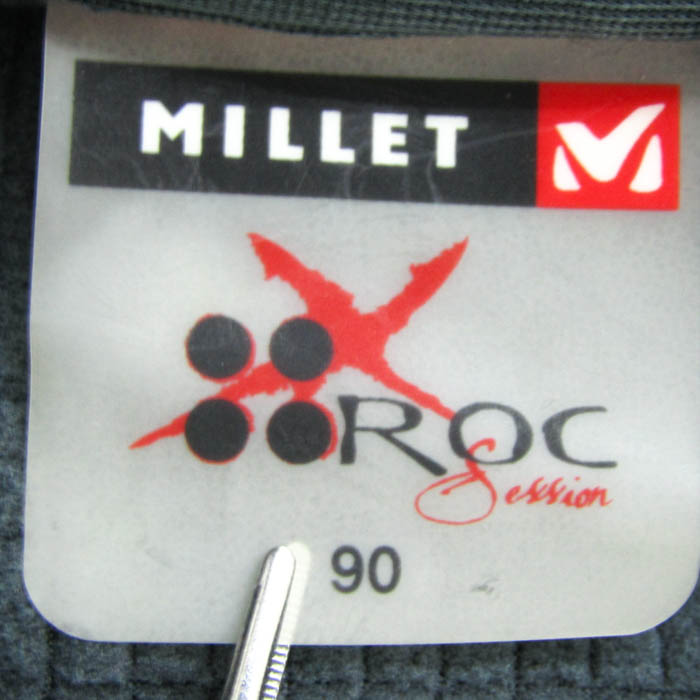 MILLET
ROC
Session
90